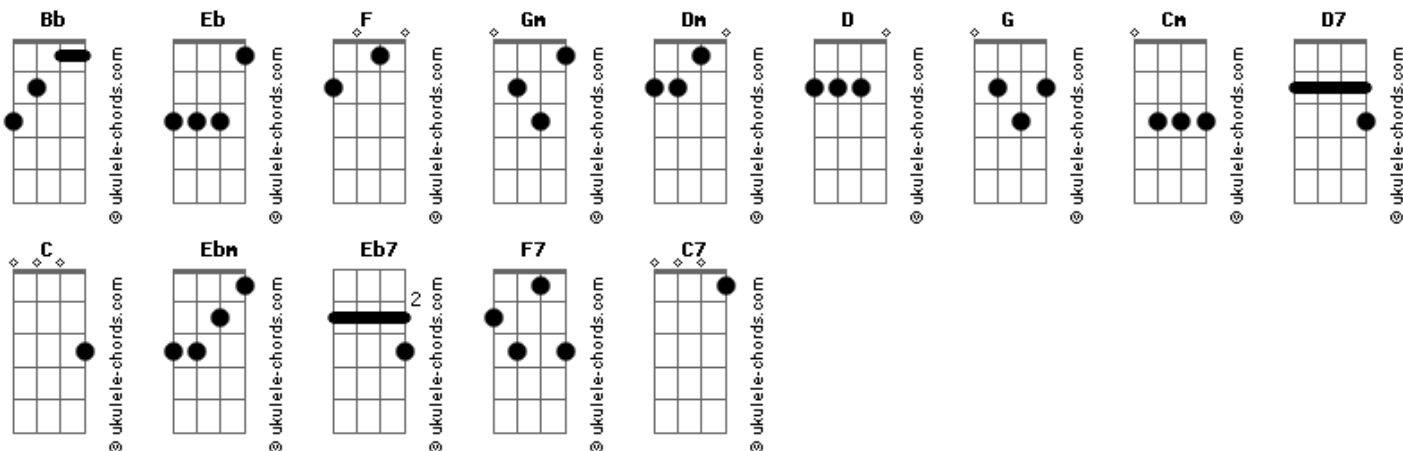 Bb Eb F Gm Dm D G Cm D7
© ukulele-chords.com © ukulele-chords.com © ukulele-chords.com © ukulele-chords.com © ukulele-chords.com © ukulele-chords.com © ukulele-chords.com © ukulele-chords.com © ukulele-chords.com
C Ebm Eb7 F7 C7
2
© ukulele-chords.com © ukulele-chords.com © ukulele-chords.com © ukulele-chords.com © ukulele-chords.com